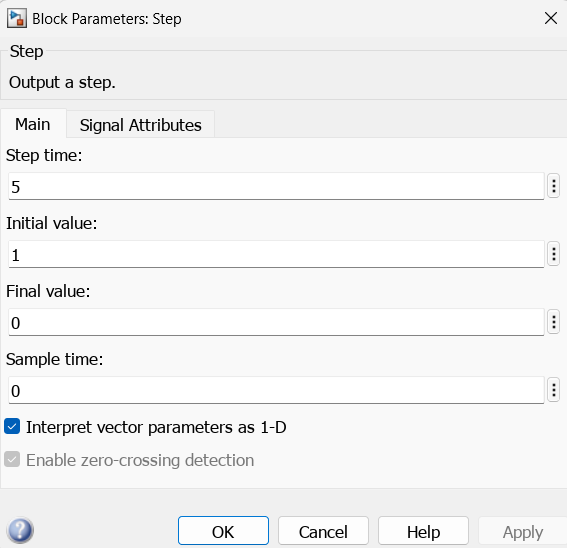 Block Parameters: Step
Step
Output a step.
Main
Signal Attributes
Step time:
5
Initial value:
1
Final value:
0
Sample time:
0
Interpret vector parameters as 1-D
Enable zero-crossing detection
?
OK
Cancel
Help
Apply